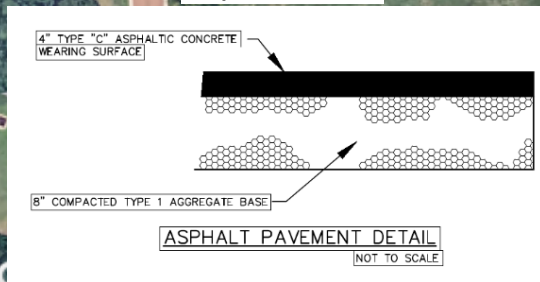 4" TYPE "C" ASPHALTIC CONCRETE
WEARING SURFACE
8" COMPACTED TYPE 1 AGGREGATE BASE
ASPHALT PAVEMENT DETAIL
NOT TO SCALE